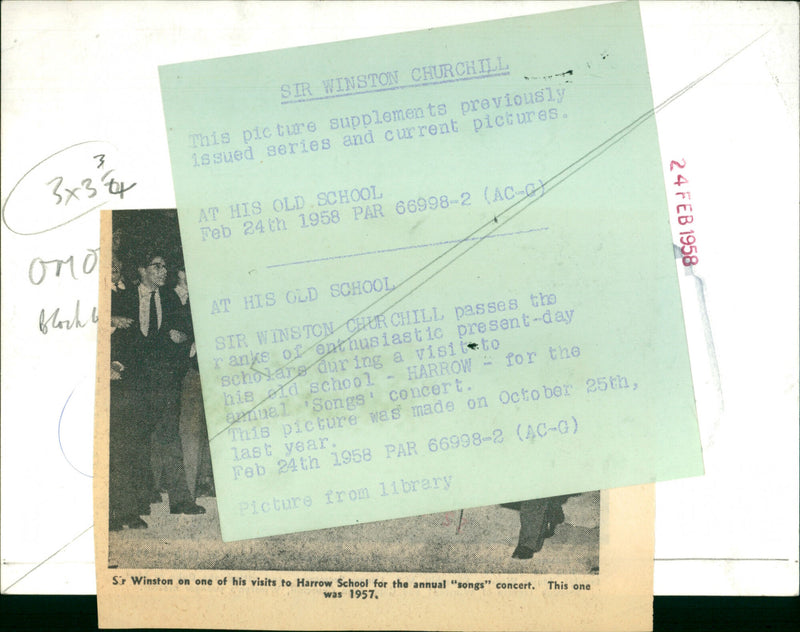 SIR WINSTON CHURCHILL
This picture supplements previously
issued series and current pictures.
AT HIS OLD SCHOOL
Feb 24th 1958 PAR 66998-2 (AC-G)
AT HIS OLD SCHOOL
SIR WINSTON CHURCHILL passes the
ranks of enthusiastic present-day
scholars during a visit to
his old school - HARROW - for the
annual 'Songs' concert.
This picture was made on October 25th,
last year.
Feb 24th 1958 PAR 66998-2 (AC-G)
Picture from library
24 FEB 1958
3x3 3/4
OMO
Block
Sir Winston on one of his visits to Harrow School for the annual "songs" concert. This one
was 1957.